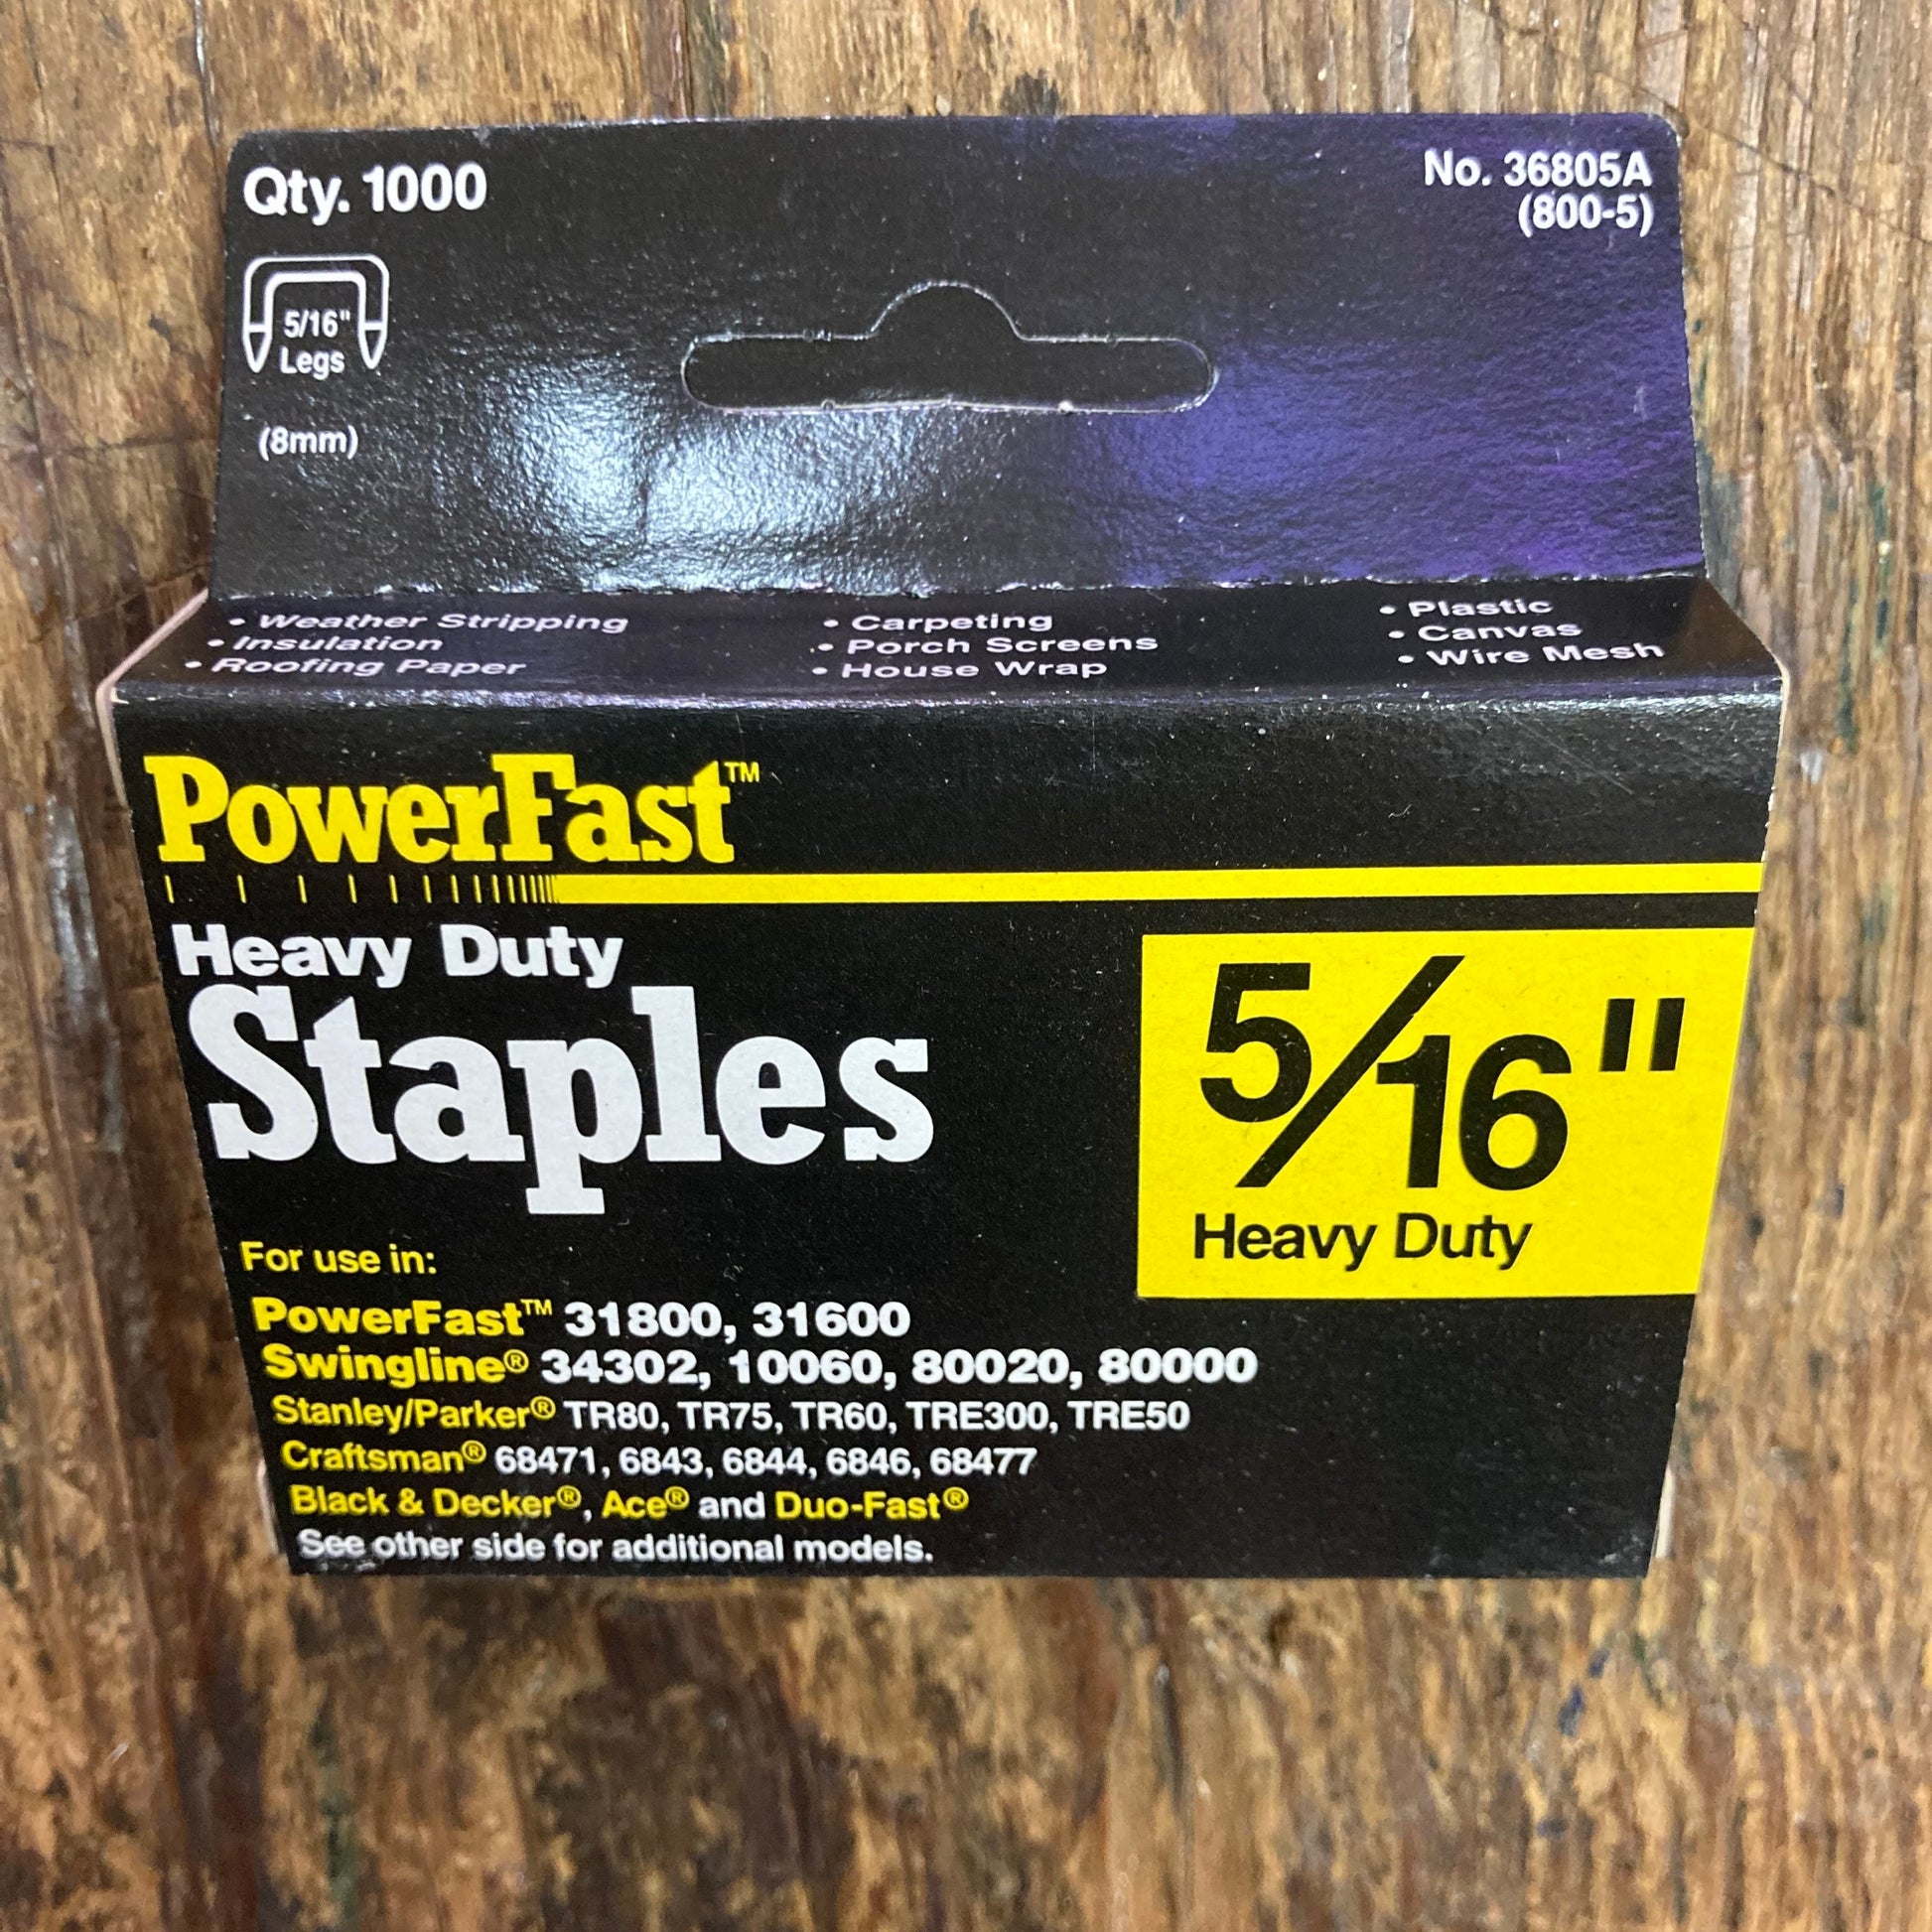 Qty. 1000
No. 36805A
(800-5)
5/16"
Legs
(8mm)
• Weather Stripping
• Insulation
• Roofing Paper
• Carpeting
• Porch Screens
• House Wrap
• Plastic
• Canvas
• Wire Mesh
PowerFast™
Heavy Duty
Staples
5/16"
Heavy Duty
For use in:
PowerFast™ 31800, 31600
Swingline® 34302, 10060, 80020, 80000
Stanley/Parker® TR80, TR75, TR60, TRE300, TRE50
Craftsman® 68471, 6843, 6844, 6846, 68477
Black & Decker®, Ace® and Duo-Fast®
See other side for additional models.